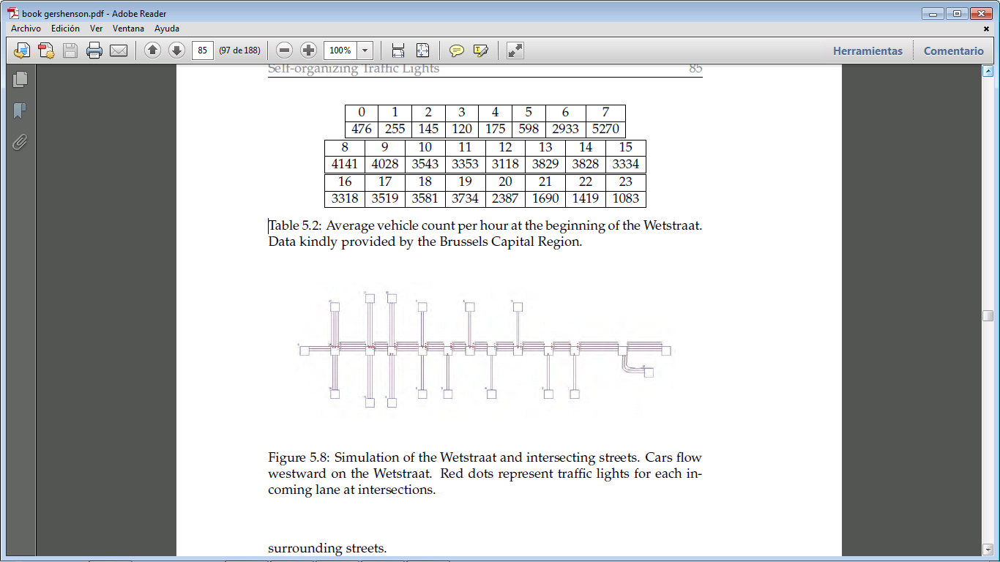 book gershenson.pdf - Adobe Reader
Archivo Edición Ver Ventana Ayuda
85 (97 de 188) 100% Herramientas Comentario
Self-organizing Traffic Lights 85
0 1 2 3 4 5 6 7
476 255 145 120 175 598 2933 5270
8 9 10 11 12 13 14 15
4141 4028 3543 3353 3118 3829 3828 3334
16 17 18 19 20 21 22 23
3318 3519 3581 3734 2387 1690 1419 1083
Table 5.2: Average vehicle count per hour at the beginning of the Wetstraat.
Data kindly provided by the Brussels Capital Region.
Figure 5.8: Simulation of the Wetstraat and intersecting streets. Cars flow
westward on the Wetstraat. Red dots represent traffic lights for each in-
coming lane at intersections.
surrounding streets.